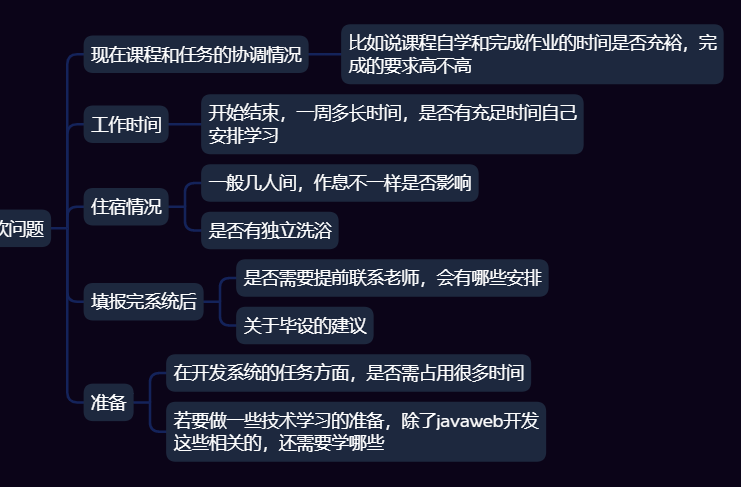 现在课程和任务的协调情况
比如说课程自学和完成作业的时间是否充裕，完
成的要求高不高
工作时间
开始结束，一周多长时间，是否有充足时间自己
安排学习
问题
住宿情况
一般几人间，作息不一样是否影响
是否有独立洗浴
填报完系统后
是否需要提前联系老师，会有哪些安排
关于毕设的建议
准备
在开发系统的任务方面，是否需占用很多时间
若要做一些技术学习的准备，除了javaweb开发
这些相关的，还需要学哪些